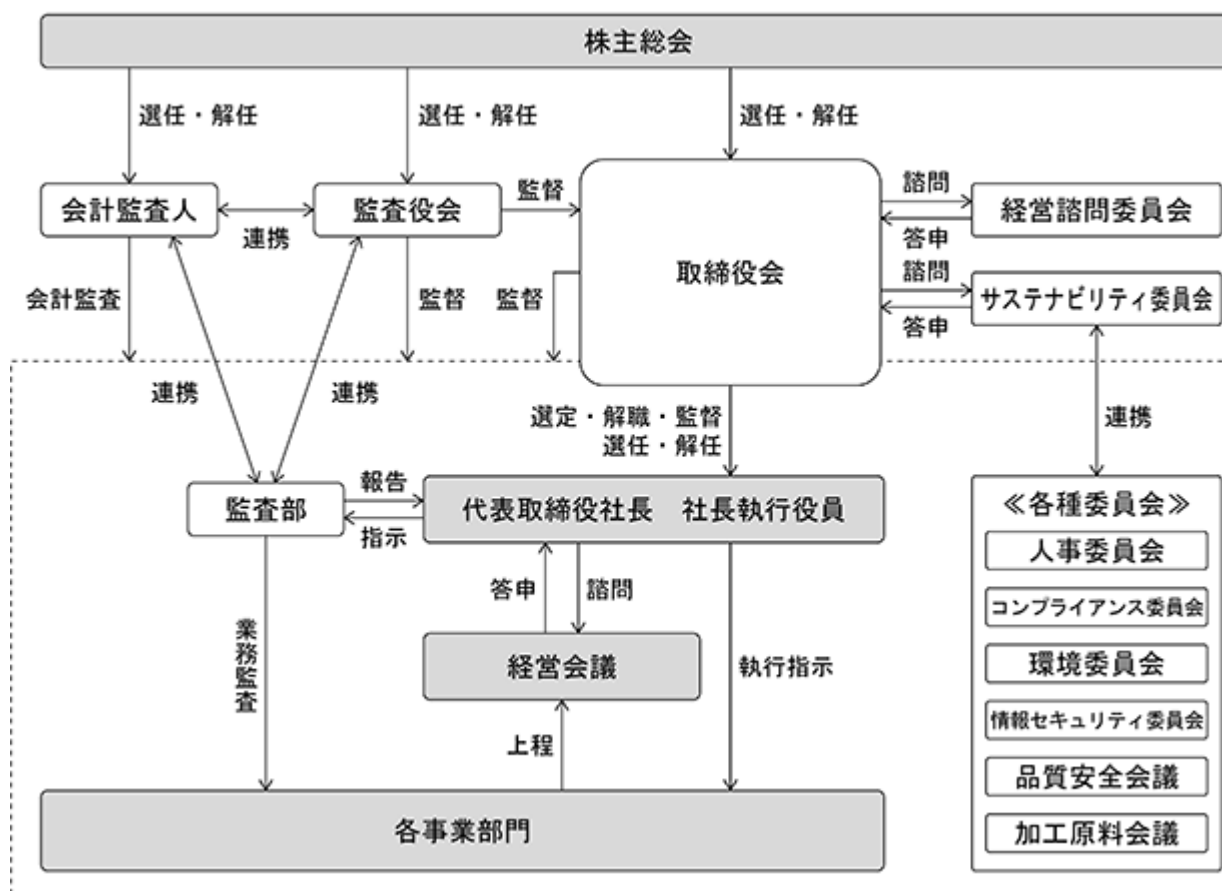 株主総会
選任・解任
選任・解任
選任・解任
会計監査人
連携
監査役会
監督
取締役会
諮問
答申
経営諮問委員会
諮問
答申
サステナビリティ委員会
会計監査
監督
監督
連携
連携
連携
選定・解職・監督
選任・解任
監査部
報告
指示
代表取締役社長 社長執行役員
答申
諮問
経営会議
業務監査
執行指示
上程
各事業部門
≪各種委員会≫
人事委員会
コンプライアンス委員会
環境委員会
情報セキュリティ委員会
品質安全会議
加工原料会議